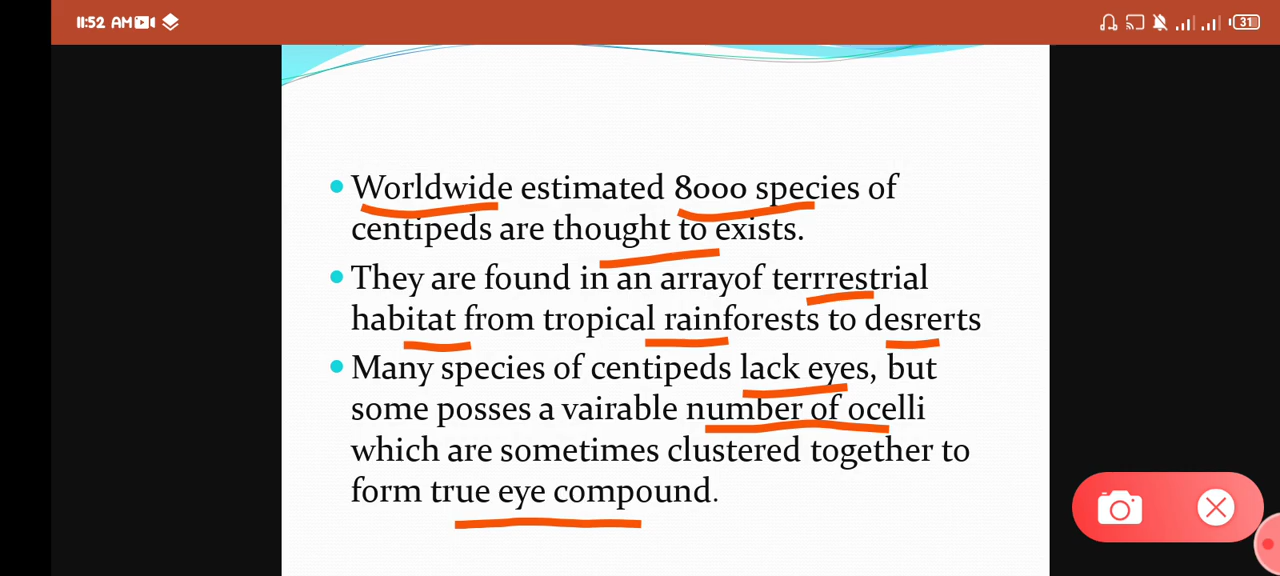 11:52 AM
31
Worldwide estimated 8000 species of
centipeds are thought to exists.
They are found in an arrayof terrrestrial
habitat from tropical rainforests to desrerts
Many species of centipeds lack eyes, but
some posses a vairable number of ocelli
which are sometimes clustered together to
form true eye compound.